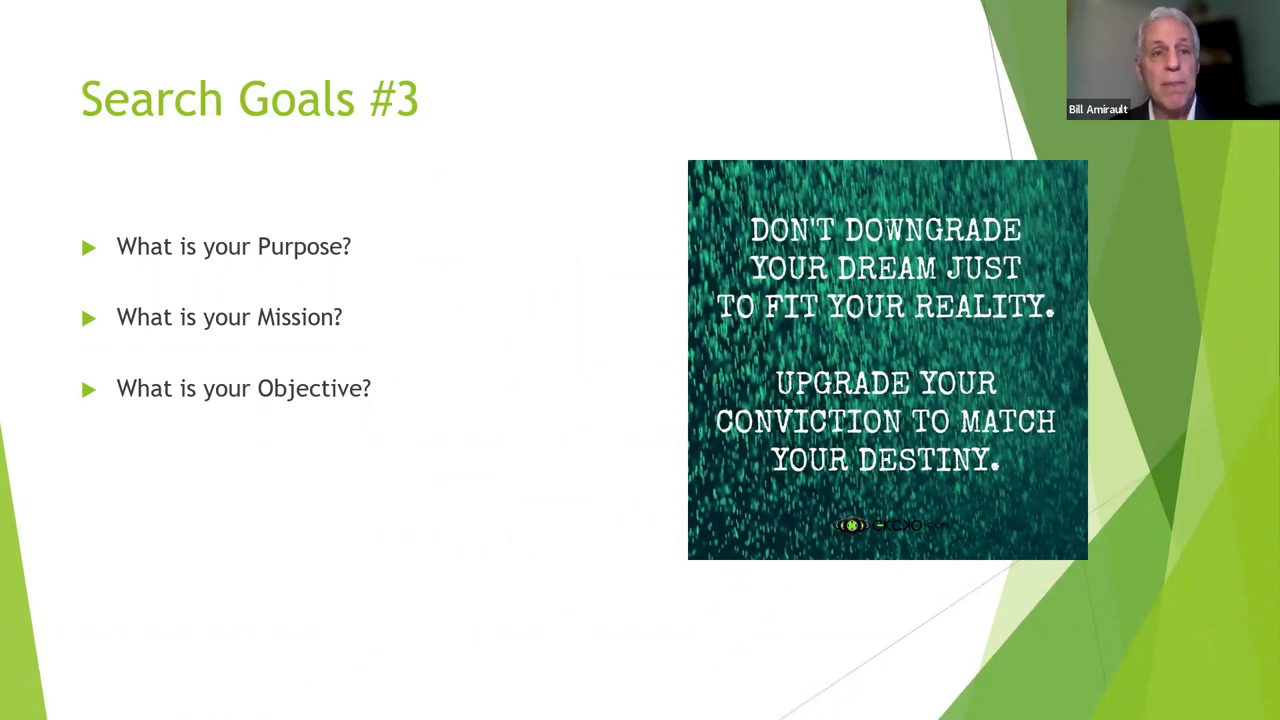 Search Goals #3
Bill Amirault
What is your Purpose?
What is your Mission?
What is your Objective?
DON'T DOWNGRADE
YOUR DREAM JUST
TO FIT YOUR REALITY.
UPGRADE YOUR
CONVICTION TO MATCH
YOUR DESTINY.